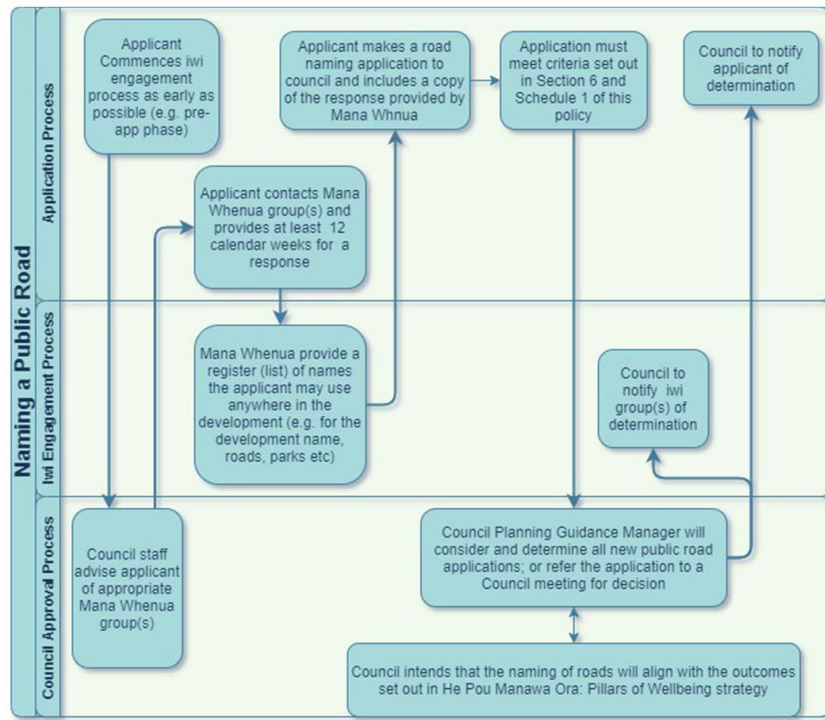 Naming a Public Road
Application Process
Applicant
Commences iwi
engagement
process as early as
possible (e.g. pre-
app phase)
Applicant contacts Mana
Whenua group(s) and
provides at least 12
calendar weeks for a
response
Applicant makes a road
naming application to
council and includes a copy
of the response provided by
Mana Whnua
Application must
meet criteria set out
in Section 6 and
Schedule 1 of this
policy
Council to notify
applicant of
determination
Iwi Engagement Process
Mana Whenua provide a
register (list) of names
the applicant may use
anywhere in the
development (e.g. for the
development name,
roads, parks etc)
Council to
notify iwi
group(s) of
determination
Council Approval Process
Council staff
advise applicant
of appropriate
Mana Whenua
group(s)
Council Planning Guidance Manager will
consider and determine all new public road
applications; or refer the application to a
Council meeting for decision
Council intends that the naming of roads will align with the outcomes
set out in He Pou Manawa Ora: Pillars of Wellbeing strategy